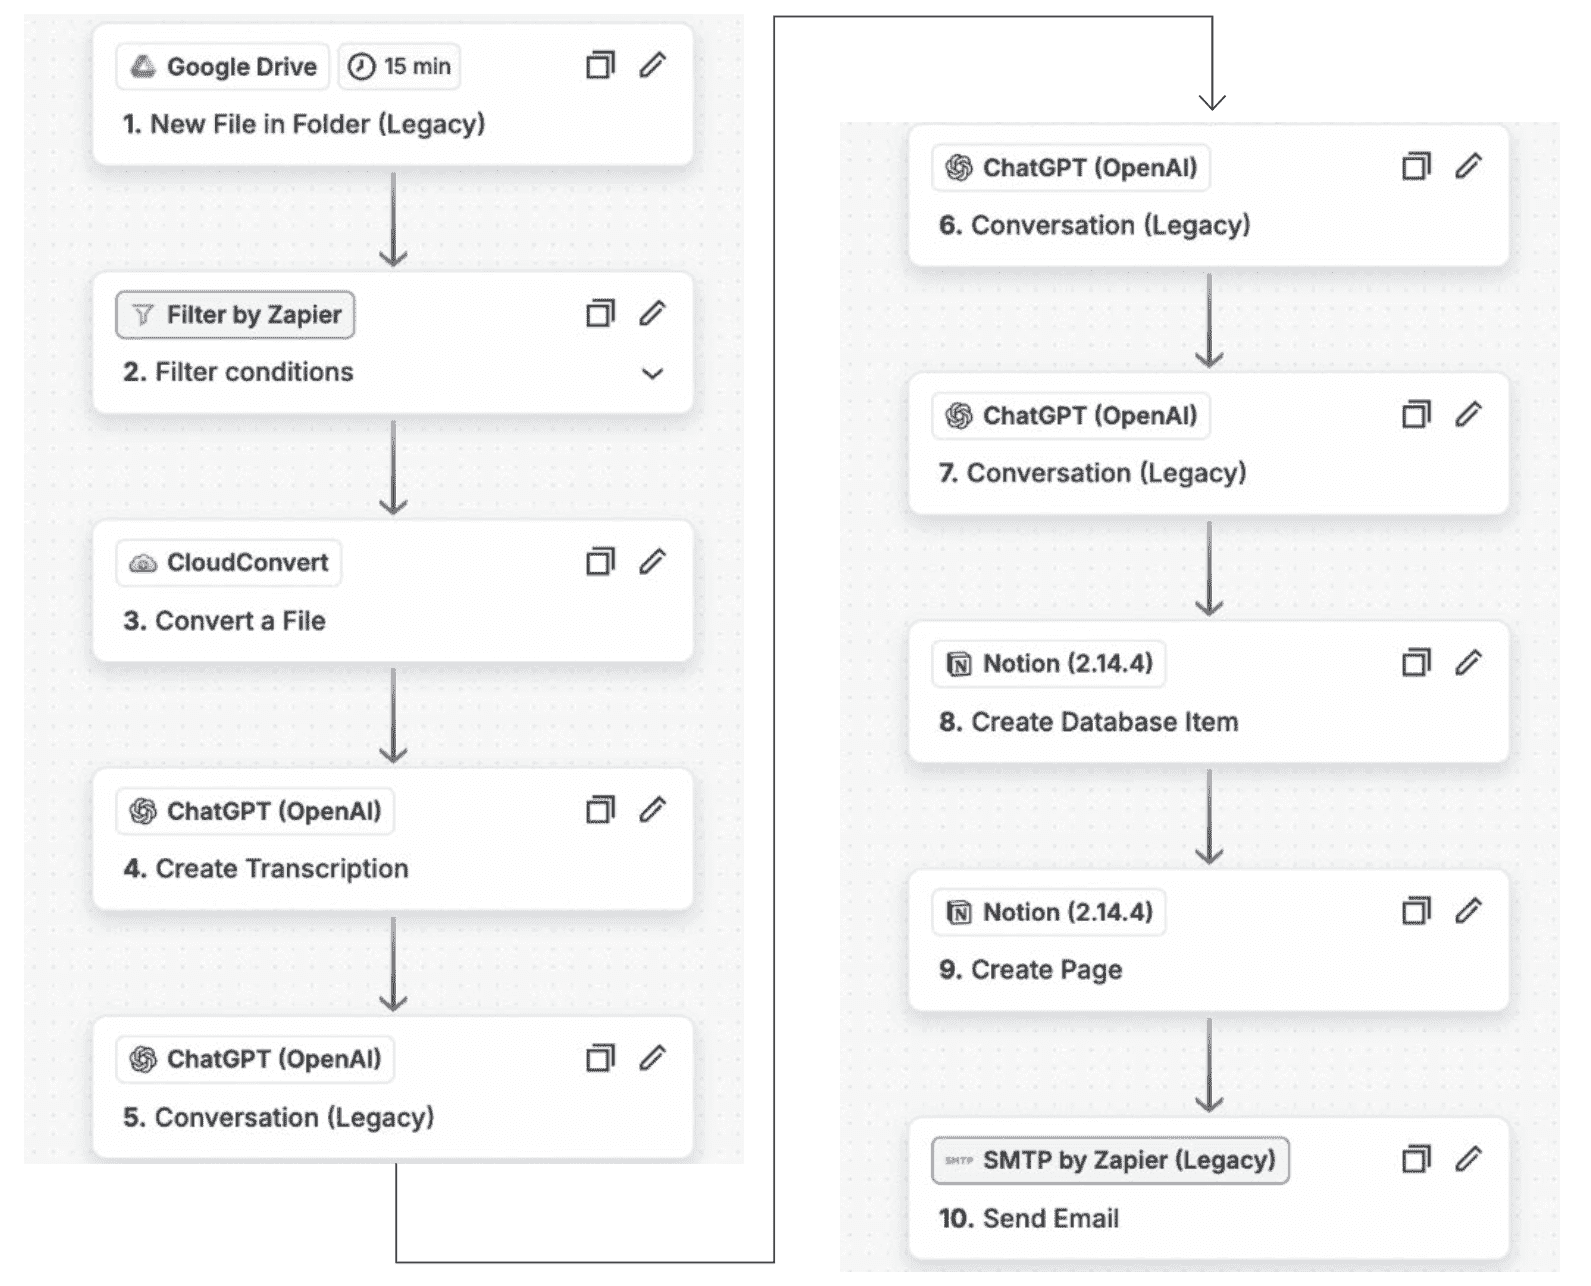 Google Drive 15 min
1. New File in Folder (Legacy)
Filter by Zapier
2. Filter conditions
CloudConvert
3. Convert a File
ChatGPT (OpenAI)
4. Create Transcription
ChatGPT (OpenAI)
5. Conversation (Legacy)
ChatGPT (OpenAI)
6. Conversation (Legacy)
ChatGPT (OpenAI)
7. Conversation (Legacy)
Notion (2.14.4)
8. Create Database Item
Notion (2.14.4)
9. Create Page
SMTP SMTP by Zapier (Legacy)
10. Send Email